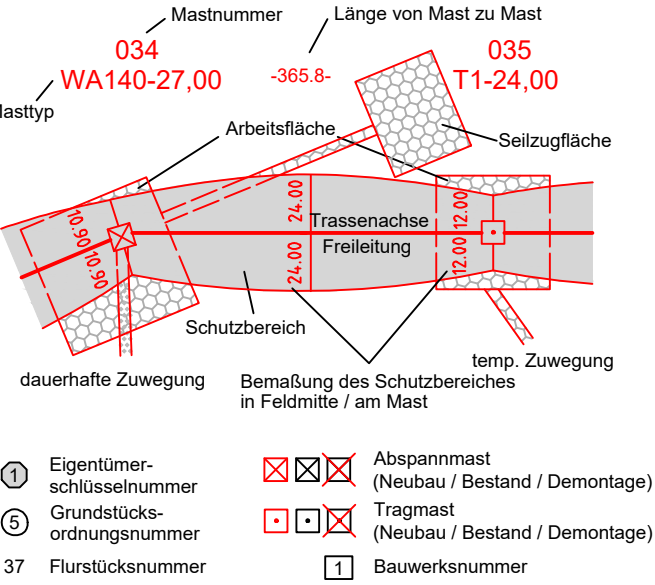 Mastnummer
Länge von Mast zu Mast
034
035
WA140-27,00
-365.8-
T1-24,00
Masttyp
Arbeitsfläche
Seilzugfläche
10.90
24.00
12.00
Trassenachse
Freileitung
10.90
24.00
12.00
Schutzbereich
temp. Zuwegung
dauerhafte Zuwegung
Bemaßung des Schutzbereiches
in Feldmitte / am Mast
1
Eigentümer-
schlüsselnummer
Abspannmast
(Neubau / Bestand / Demontage)
5
Grundstücks-
ordnungsnummer
Tragmast
(Neubau / Bestand / Demontage)
37 Flurstücksnummer
1 Bauwerksnummer